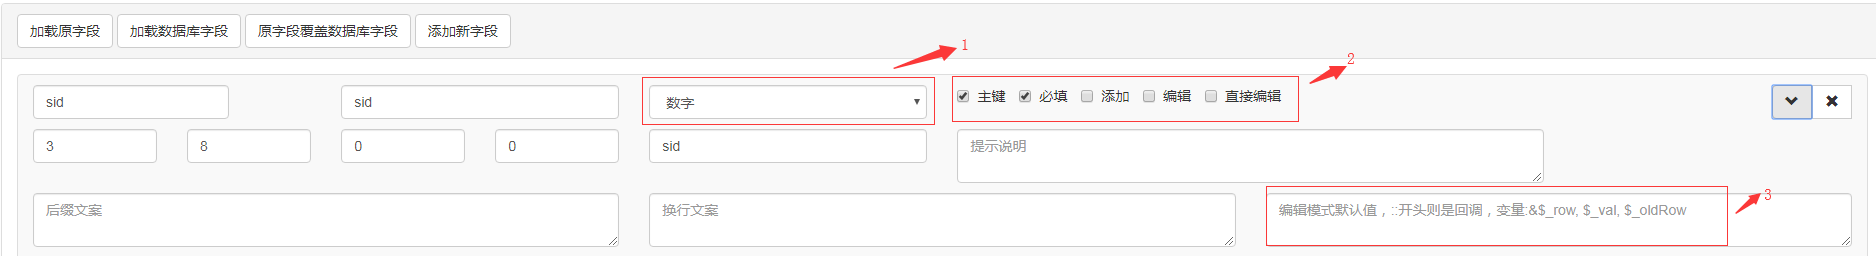 加载原字段 加载数据库字段 原字段覆盖数据库字段 添加新字段
1
2
sid sid 数字 主键 必填 添加 编辑 直接编辑
3 8 0 0 sid 提示说明
后缀文案 换行文案 编辑模式默认值，::开头则是回调，变量:&$_row, $_val, $_oldRow
3